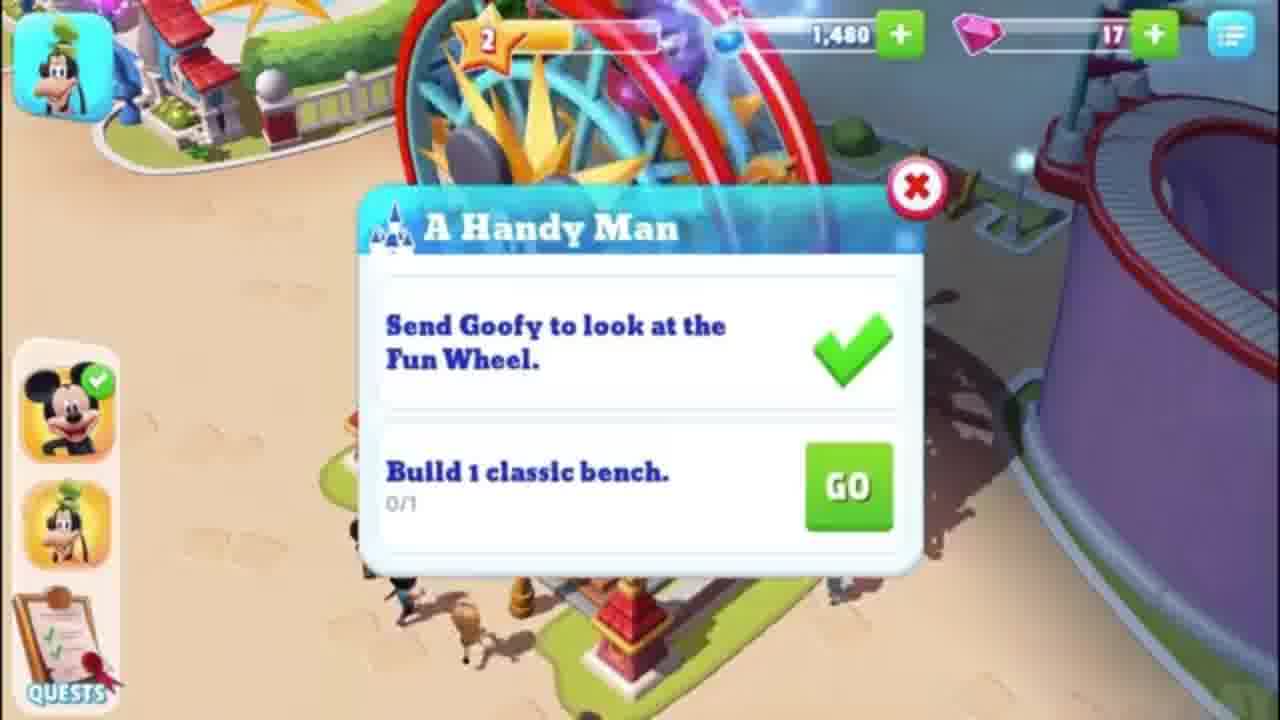 2
1,480 +
17 +
A Handy Man
Send Goofy to look at the
Fun Wheel.
Build 1 classic bench.
0/1
GO
QUESTS